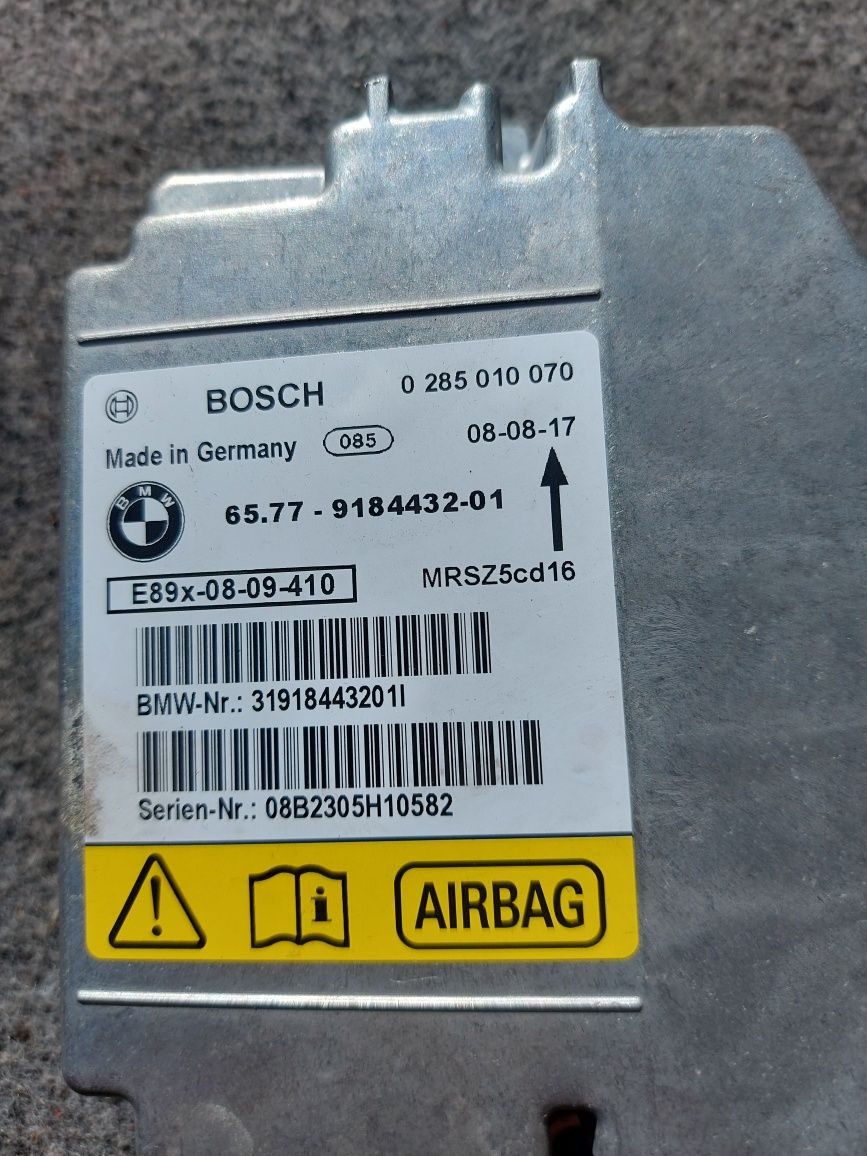 BOSCH 0 285 010 070
Made in Germany 085 08-08-17
BMW 65.77 - 9184432-01
E89x-08-09-410 MRSZ5cd16
BMW-Nr.: 31918443201I
Serien-Nr.: 08B2305H10582
! i AIRBAG